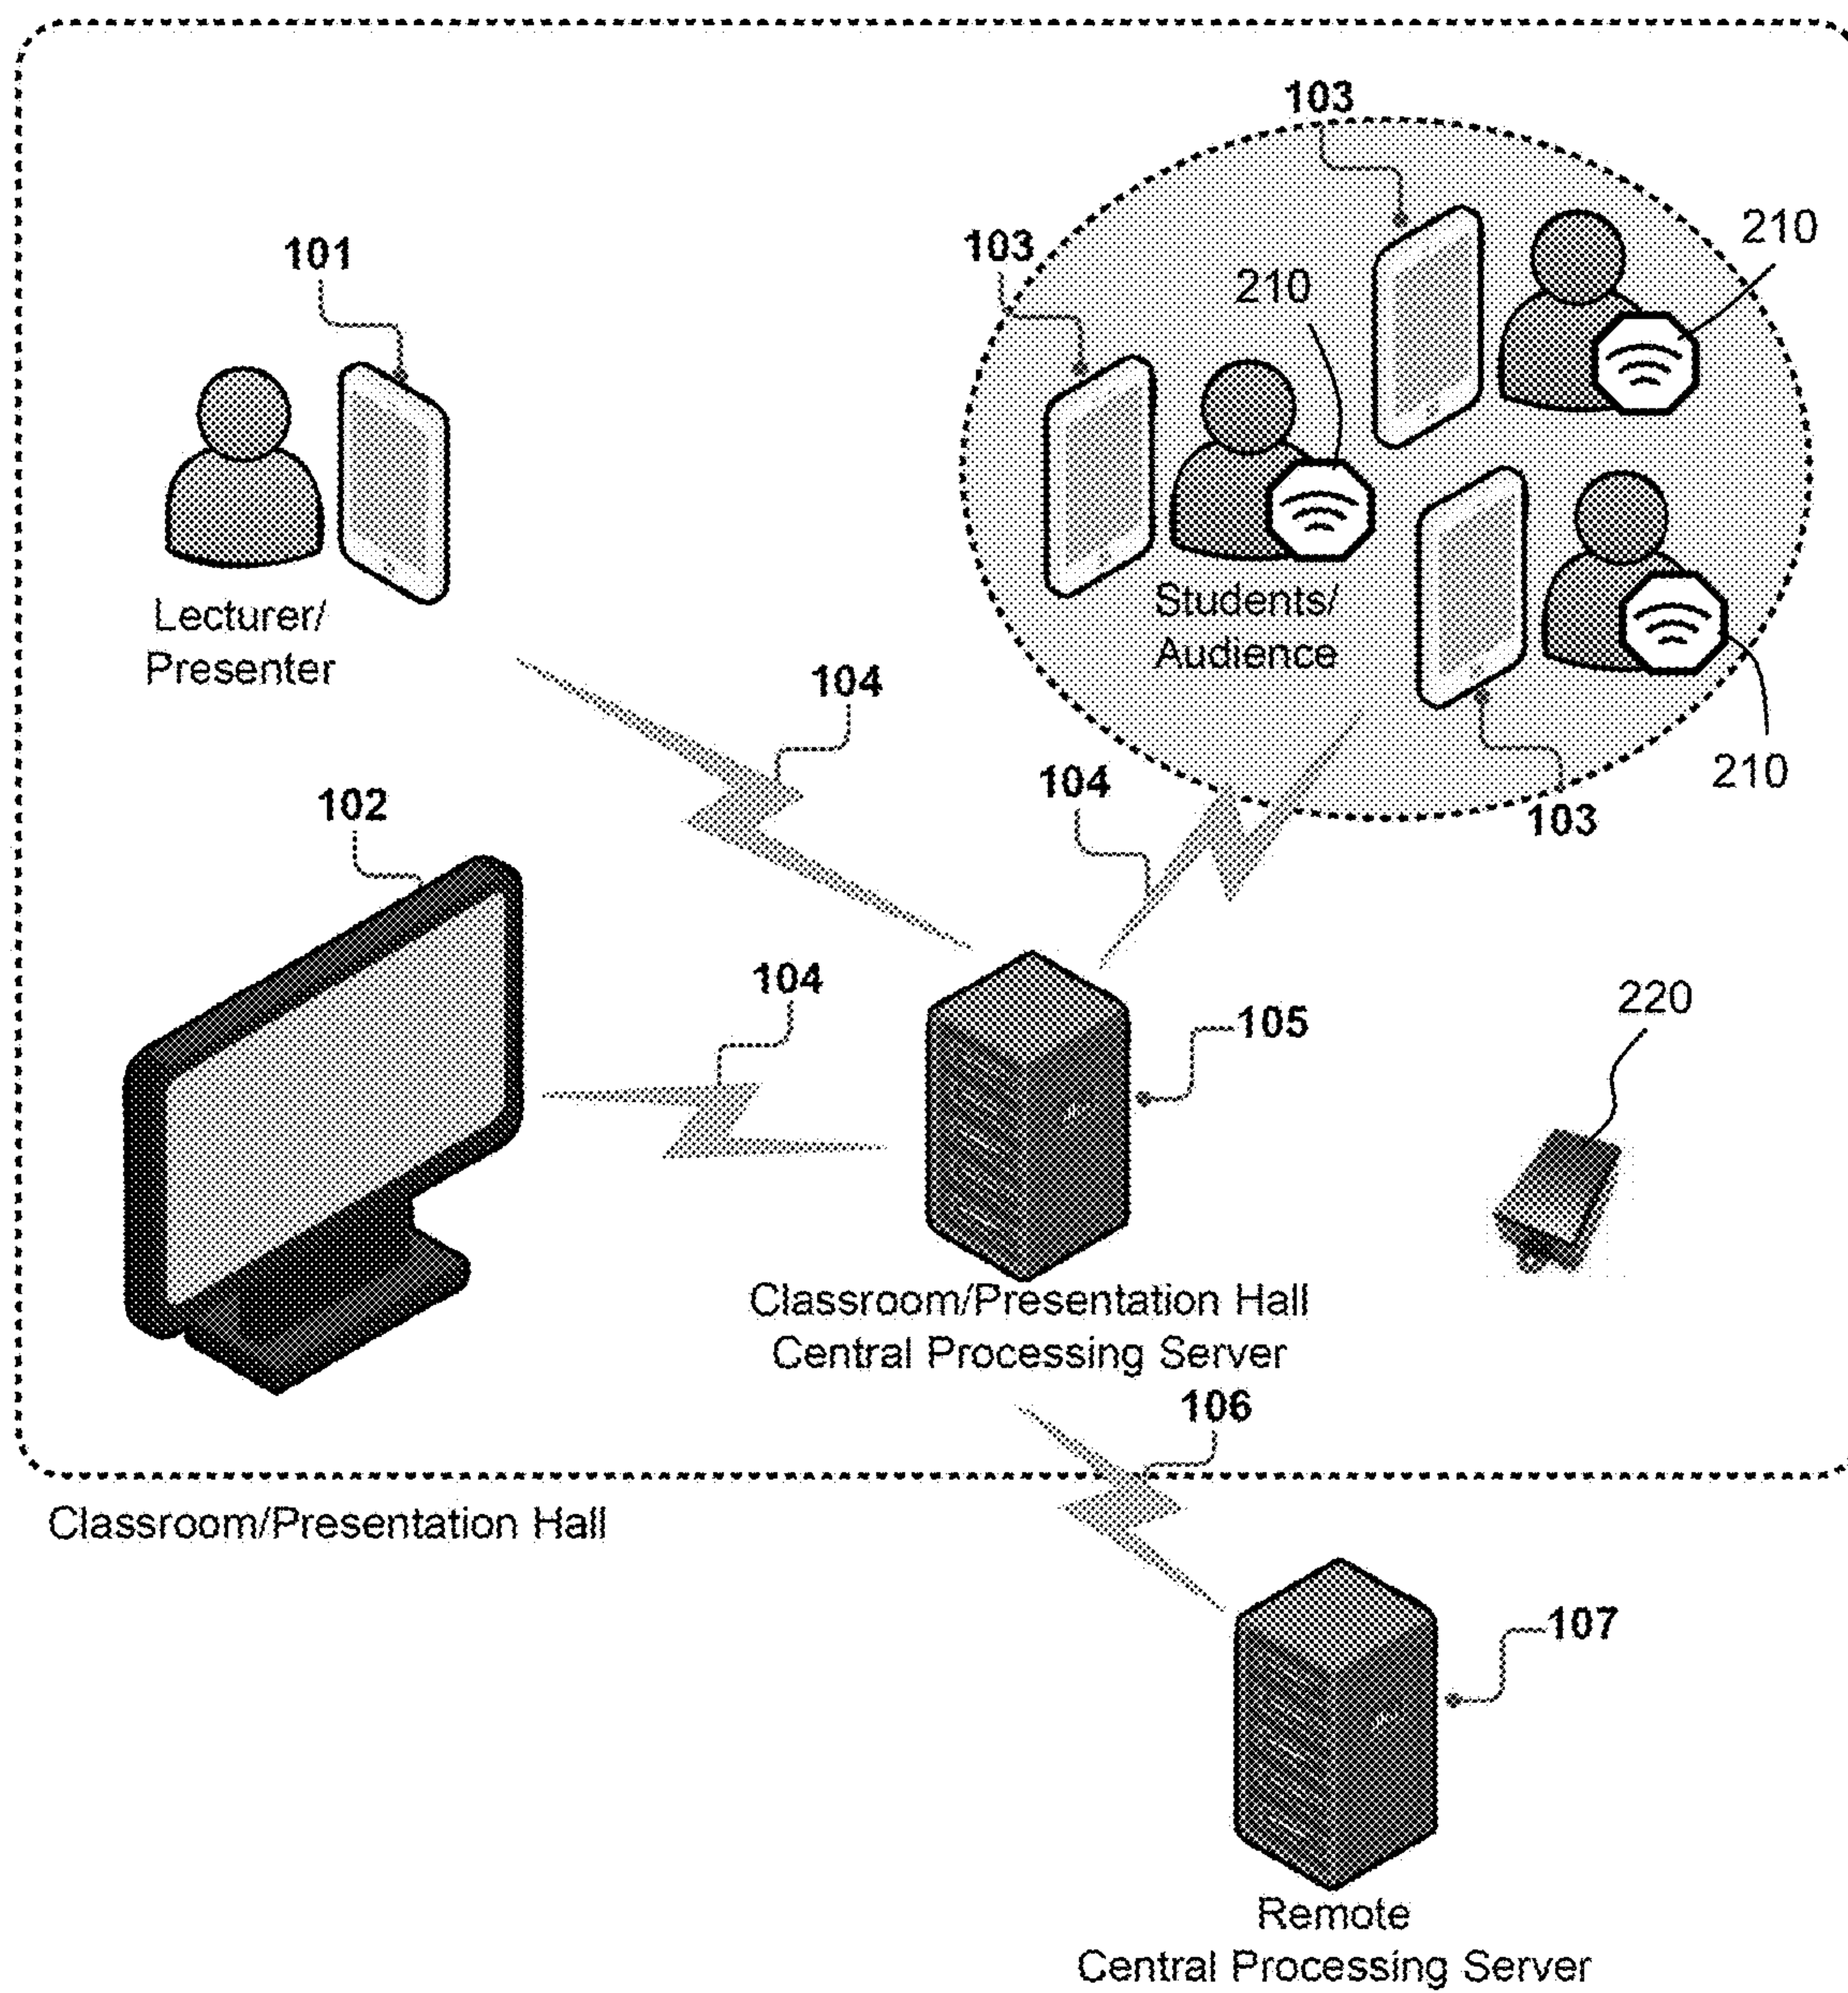 103
103
210
210
101
Lecturer/
Presenter
Students/
Audience
104
210
104
103
102
104
220
105
Classroom/Presentation Hall
Central Processing Server
106
Classroom/Presentation Hall
107
Remote
Central Processing Server